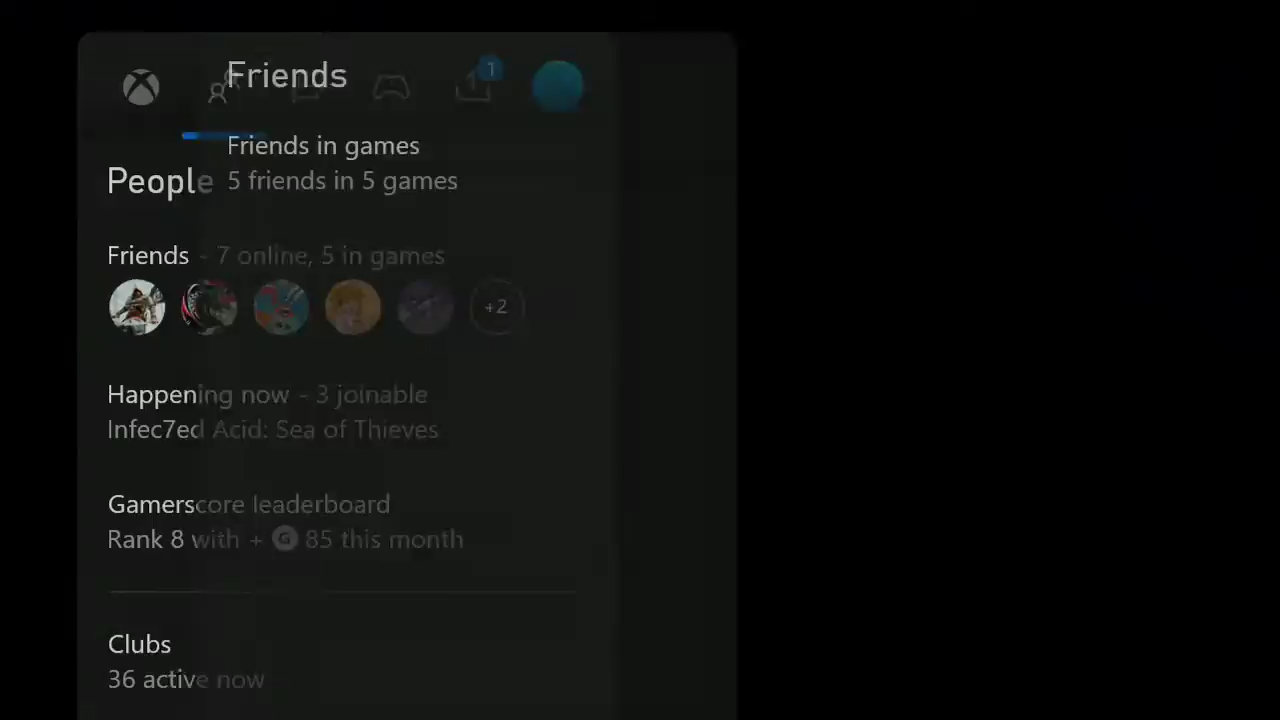 Friends
1
Friends in games
People
5 friends in 5 games
Friends - 7 online, 5 in games
+2
Happening now - 3 joinable
Infec7ed Acid: Sea of Thieves
Gamerscore leaderboard
Rank 8 with + G 85 this month
Clubs
36 active now